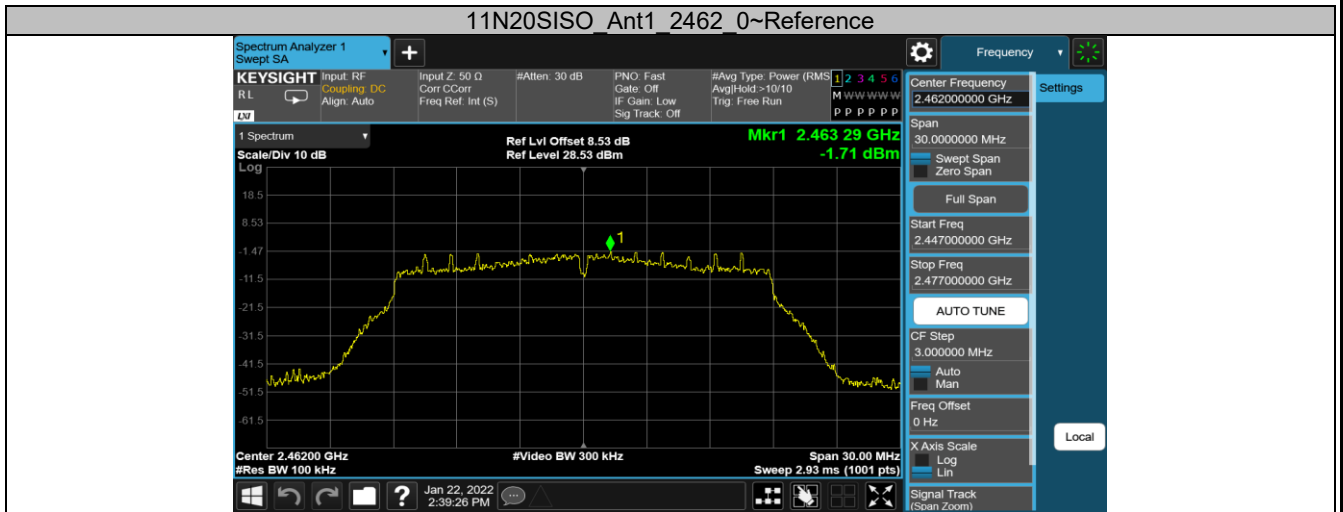 11N20SISO_Ant1_2462_0~Reference
Spectrum Analyzer 1
Swept SA
+
Frequency
KEYSIGHT
RL
LXI
Input: RF
Coupling: DC
Align: Auto
Input Z: 50 Ω
Corr CCorr
Freq Ref: Int (S)
#Atten: 30 dB
PNO: Fast
Gate: Off
IF Gain: Low
Sig Track: Off
#Avg Type: Power (RMS
Avg|Hold:>10/10
Trig: Free Run
1 2 3 4 5 6
M W W W W W
P P P P P P
1 Spectrum
Scale/Div 10 dB
Log
Ref Lvl Offset 8.53 dB
Ref Level 28.53 dBm
Mkr1 2.463 29 GHz
-1.71 dBm
18.5
8.53
-1.47
-11.5
-21.5
-31.5
-41.5
-51.5
-61.5
1
Center 2.46200 GHz
#Res BW 100 kHz
#Video BW 300 kHz
Span 30.00 MHz
Sweep 2.93 ms (1001 pts)
Center Frequency
2.462000000 GHz
Span
30.0000000 MHz
Swept Span
Zero Span
Full Span
Start Freq
2.447000000 GHz
Stop Freq
2.477000000 GHz
AUTO TUNE
CF Step
3.000000 MHz
Auto
Man
Freq Offset
0 Hz
X Axis Scale
Log
Lin
Signal Track
(Span Zoom)
Settings
Local
?
Jan 22, 2022
2:39:26 PM